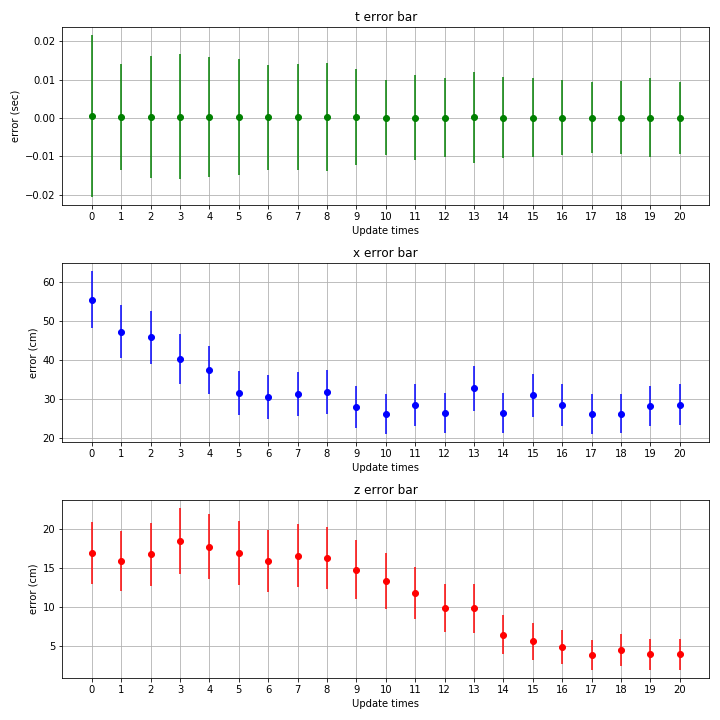 t error bar
error (sec)
0.02
0.01
0.00
−0.01
−0.02
0 1 2 3 4 5 6 7 8 9 10 11 12 13 14 15 16 17 18 19 20
Update times
x error bar
error (cm)
60
50
40
30
20
0 1 2 3 4 5 6 7 8 9 10 11 12 13 14 15 16 17 18 19 20
Update times
z error bar
error (cm)
20
15
10
5
0 1 2 3 4 5 6 7 8 9 10 11 12 13 14 15 16 17 18 19 20
Update times